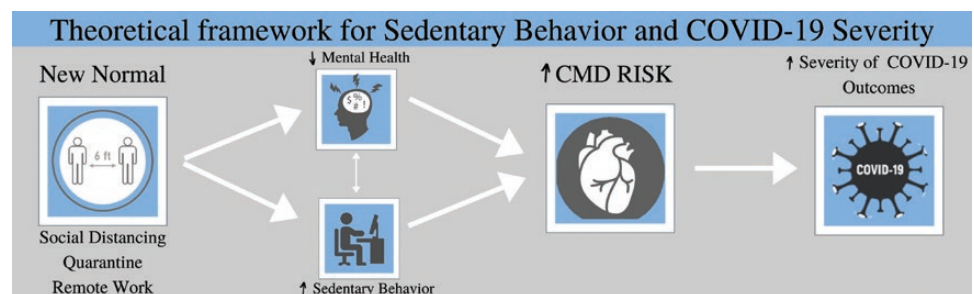 Theoretical framework for Sedentary Behavior and COVID-19 Severity
New Normal
6 ft
Social Distancing
Quarantine
Remote Work
↓ Mental Health
$ % # !
↑ Sedentary Behavior
↑ CMD RISK
↑ Severity of COVID-19
Outcomes
COVID-19